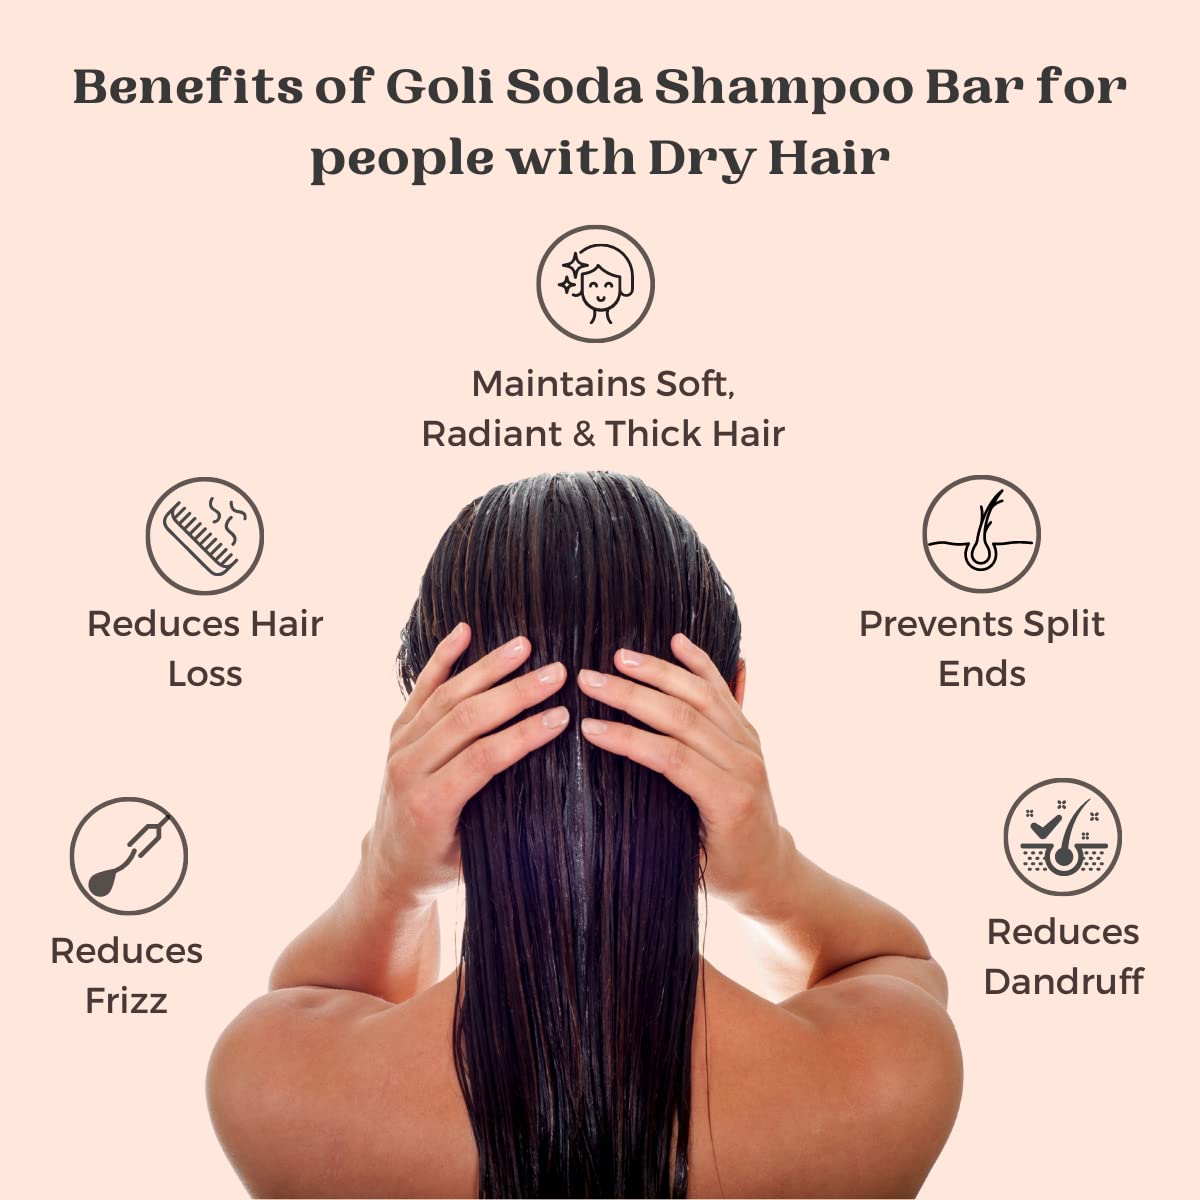 Benefits of Goli Soda Shampoo Bar for
people with Dry Hair
Maintains Soft,
Radiant & Thick Hair
Reduces Hair
Loss
Prevents Split
Ends
Reduces
Frizz
Reduces
Dandruff